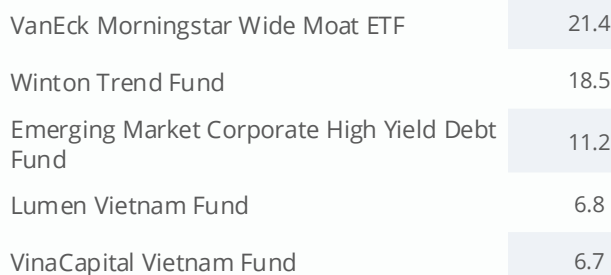 VanEck Morningstar Wide Moat ETF 21.4
Winton Trend Fund 18.5
Emerging Market Corporate High Yield Debt
Fund 11.2
Lumen Vietnam Fund 6.8
VinaCapital Vietnam Fund 6.7